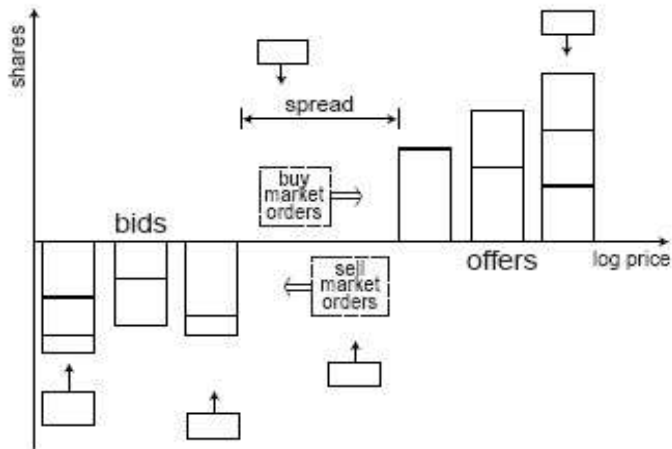 shares
spread
buy
market
orders
bids
sell
market
orders
offers
log price